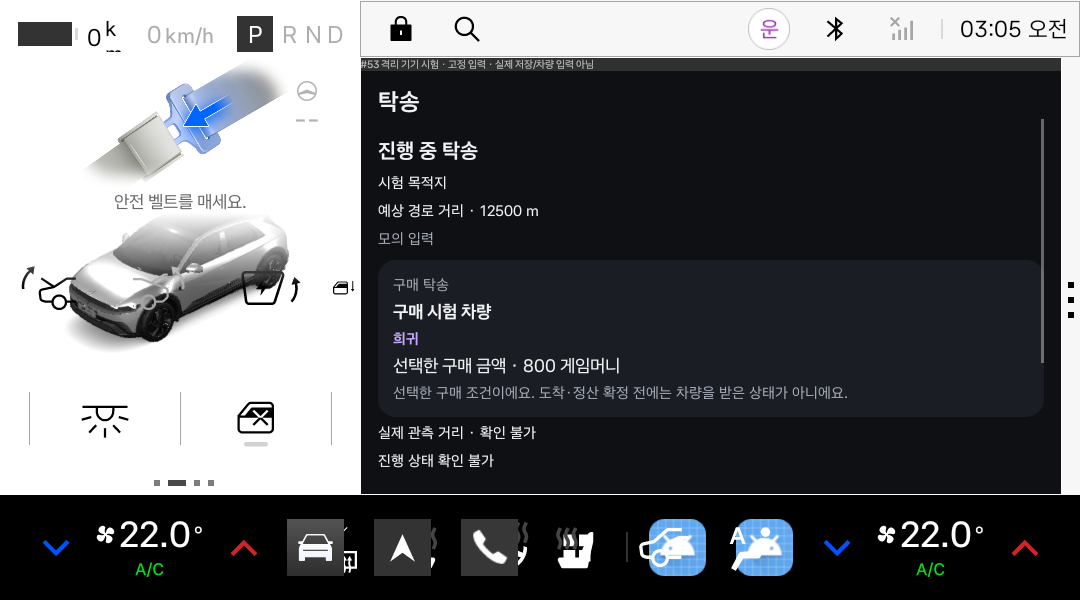 0 k
0 km/h
P R N D
운
03:05 오전
#53 격리 기기 시험 · 고정 입력 · 실제 저장/차량 입력 아님
탁송
진행 중 탁송
시험 목적지
예상 경로 거리 · 12500 m
모의 입력
구매 탁송
구매 시험 차량
희귀
선택한 구매 금액 · 800 게임머니
선택한 구매 조건이에요. 도착·정산 확정 전에는 차량을 받은 상태가 아니에요.
실제 관측 거리 · 확인 불가
진행 상태 확인 불가
안전 벨트를 매세요.
22.0°
A/C
A
22.0°
A/C